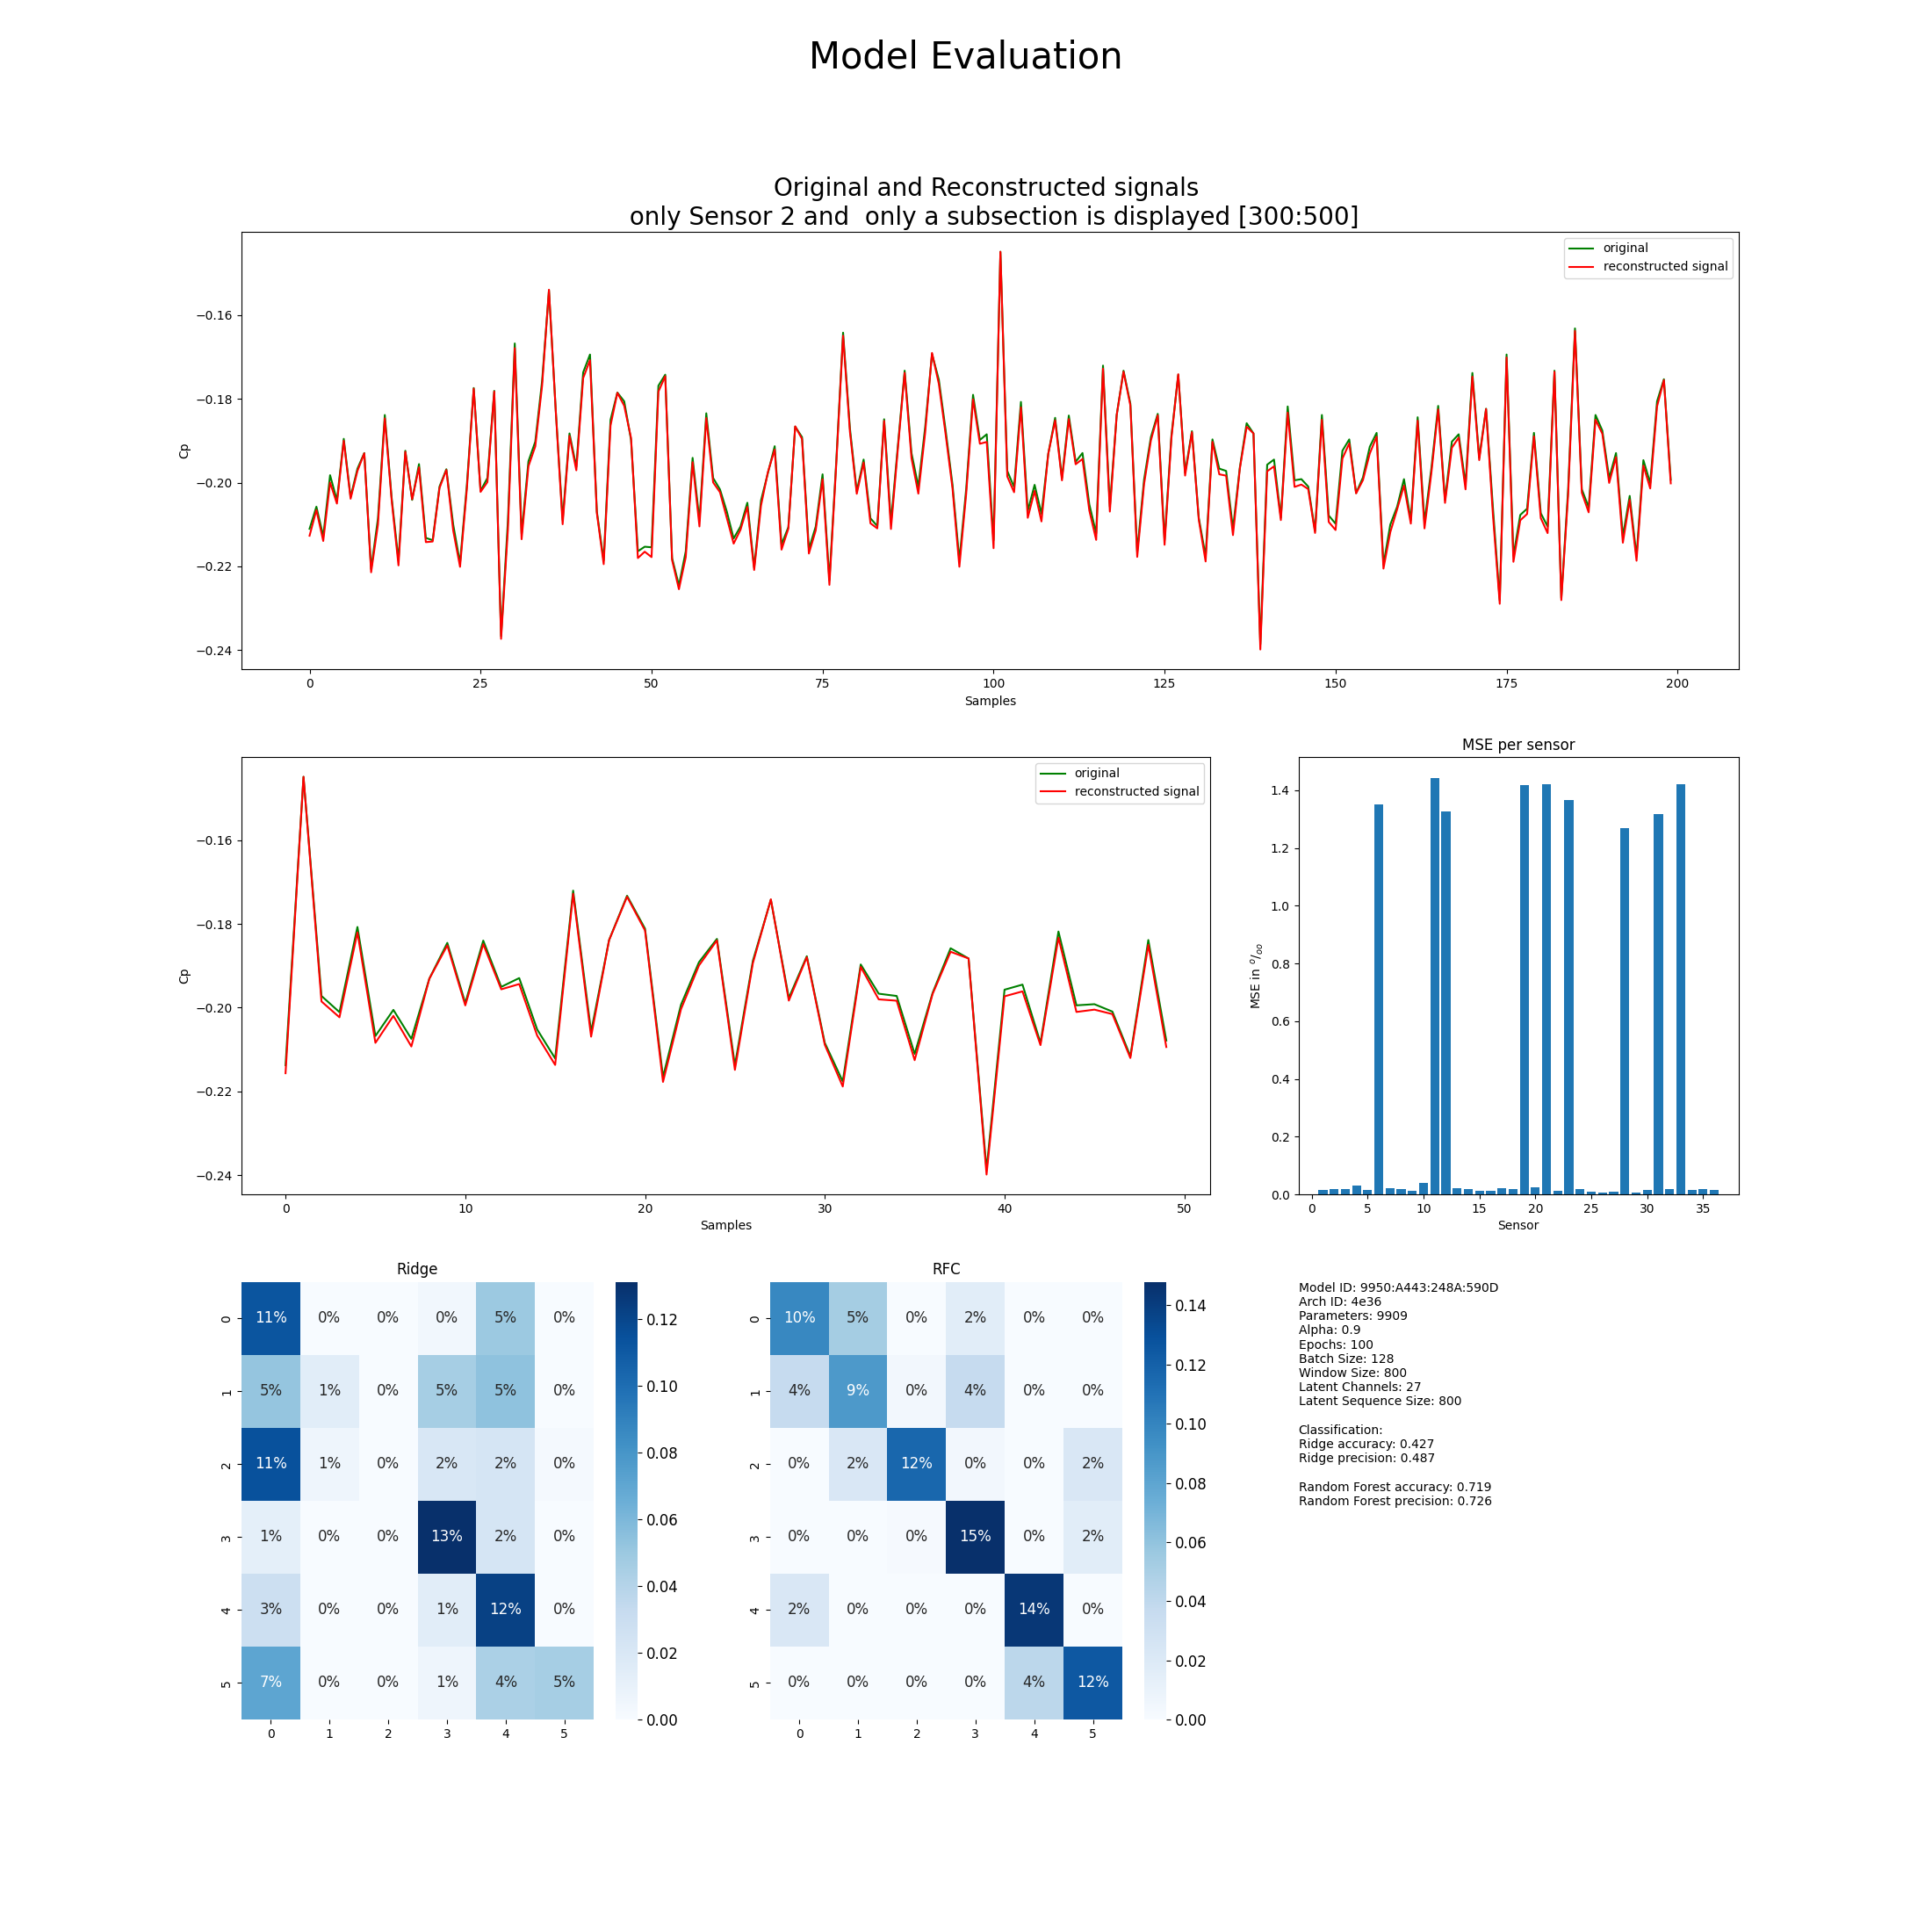 Model Evaluation
Original and Reconstructed signals
only Sensor 2 and  only a subsection is displayed [300:500]
original
reconstructed signal
Cp
−0.16
−0.18
−0.20
−0.22
−0.24
0 25 50 75 100 125 150 175 200
Samples
original
reconstructed signal
Cp
−0.16
−0.18
−0.20
−0.22
−0.24
0 10 20 30 40 50
Samples
MSE per sensor
MSE in o/oo
1.4
1.2
1.0
0.8
0.6
0.4
0.2
0.0
0 5 10 15 20 25 30 35
Sensor
Ridge
0 11% 0% 0% 0% 5% 0%
1 5% 1% 0% 5% 5% 0%
2 11% 1% 0% 2% 2% 0%
3 1% 0% 0% 13% 2% 0%
4 3% 0% 0% 1% 12% 0%
5 7% 0% 0% 1% 4% 5%
0 1 2 3 4 5
0.12
0.10
0.08
0.06
0.04
0.02
0.00
RFC
0 10% 5% 0% 2% 0% 0%
1 4% 9% 0% 4% 0% 0%
2 0% 2% 12% 0% 0% 2%
3 0% 0% 0% 15% 0% 2%
4 2% 0% 0% 0% 14% 0%
5 0% 0% 0% 0% 4% 12%
0 1 2 3 4 5
0.14
0.12
0.10
0.08
0.06
0.04
0.02
0.00
Model ID: 9950:A443:248A:590D
Arch ID: 4e36
Parameters: 9909
Alpha: 0.9
Epochs: 100
Batch Size: 128
Window Size: 800
Latent Channels: 27
Latent Sequence Size: 800
Classification:
Ridge accuracy: 0.427
Ridge precision: 0.487
Random Forest accuracy: 0.719
Random Forest precision: 0.726